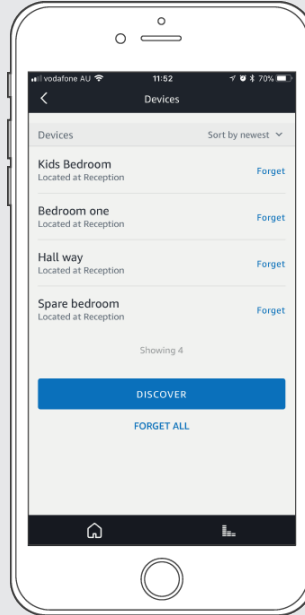 vodafone AU 11:52 70%
Devices
Devices Sort by newest
Kids Bedroom
Located at Reception
Forget
Bedroom one
Located at Reception
Forget
Hall way
Located at Reception
Forget
Spare bedroom
Located at Reception
Forget
Showing 4
DISCOVER
FORGET ALL